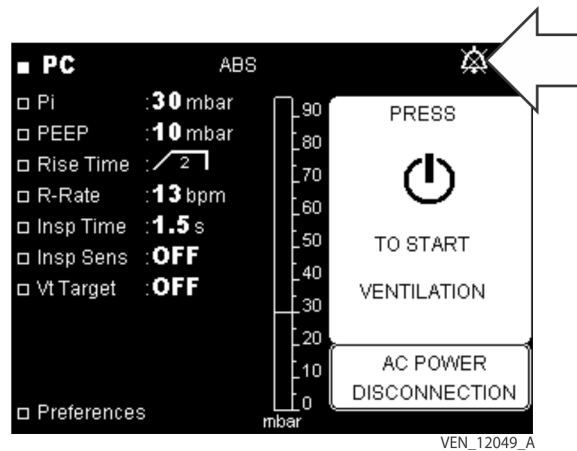 PC ABS
Pi :30 mbar
PEEP :10 mbar
Rise Time : 2
R-Rate :13 bpm
Insp Time :1.5 s
Insp Sens :OFF
Vt Target :OFF
Preferences
90
80
70
60
50
40
30
20
10
0
mbar
PRESS
TO START
VENTILATION
AC POWER
DISCONNECTION
VEN_12049_A